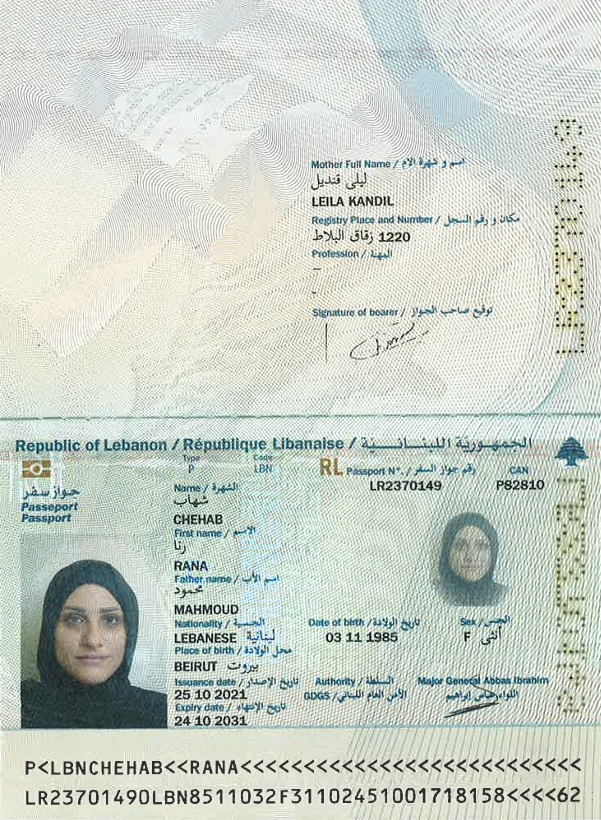 Mother Full Name / اسم و شهرة الام
ليلى قنديل
LEILA KANDIL
Registry Place and Number / مكان و رقم السجل
1220 زقاق البلاط
Profession / المهنة
–
-
Signature of bearer / توقيع صاحب الجواز
Republic of Lebanon / République Libanaise / الجمهورية اللبنانية
Type Code
P LBN RL Passport N°. / رقم جواز السفر CAN
LR2370149 P82810
جواز سفر
Passeport
Passport
Name / الشهرة
شهاب
CHEHAB
First name / الاسم
رنا
RANA
Father name / اسم الأب
محمود
MAHMOUD
Nationality / الجنسية Date of birth / تاريخ الولادة Sex / الجنس
LEBANESE لبنانية 03 11 1985 F أنثى
Place of birth / محل الولادة
BEIRUT بيروت
Issuance date / تاريخ الإصدار Authority / السلطة Major General Abbas Ibrahim
25 10 2021 GDGS / الأمن العام اللبناني اللواء عباس إبراهيم
Expiry date / تاريخ الإنتهاء
24 10 2031
P<LBNCHEHAB<<RANA<<<<<<<<<<<<<<<<<<<<<<<<<<<
LR23701490LBN8511032F31102451001718158<<<<62